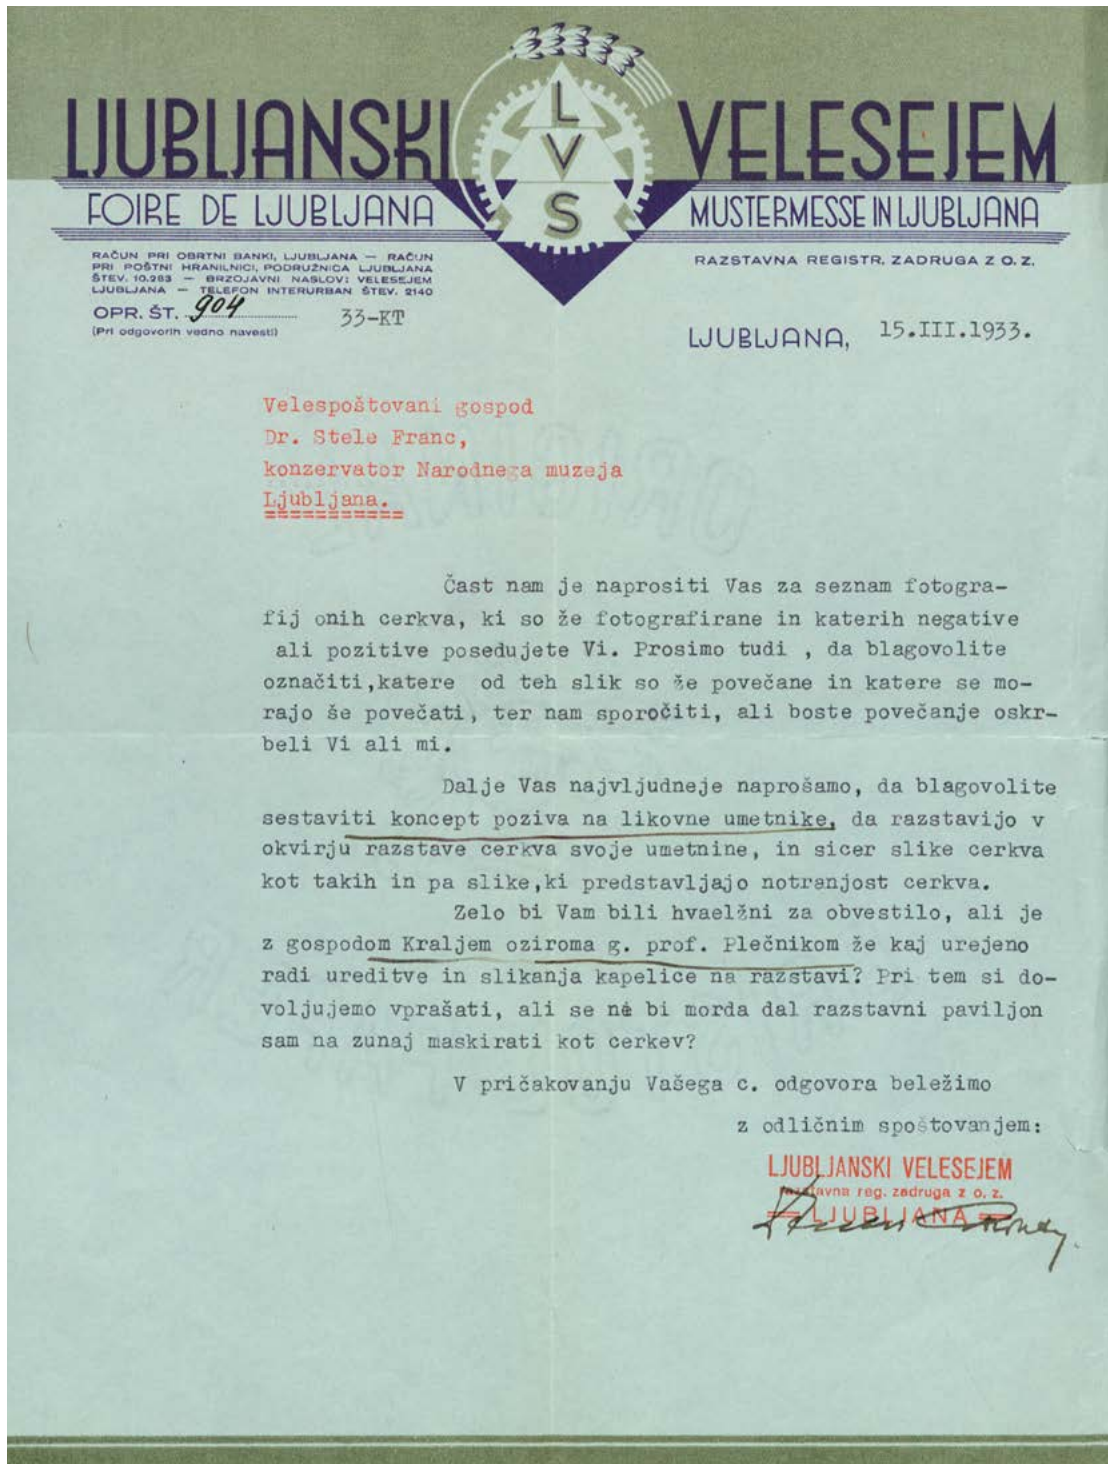 LJUBLJANSKI VELESEJEM
L
V
S
FOIRE DE LJUBLJANA
MUSTERMESSE IN LJUBLJANA
RAČUN PRI OBRTNI BANKI, LJUBLJANA — RAČUN
PRI POŠTNI HRANILNICI, PODRUŽNICA LJUBLJANA
ŠTEV. 10.983 — BRZOJAVNI NASLOV: VELESEJEM
LJUBLJANA — TELEFON INTERURBAN ŠTEV. 2140
RAZSTAVNA REGISTR. ZADRUGA Z O. Z.
OPR. ŠT. 904 33-KT
(Pri odgovorih vedno navesti)
LJUBLJANA, 15.III.1933.
Velespoštovani gospod
Dr. Stele Franc,
konzervator Narodnega muzeja
Ljubljana.
Čast nam je naprositi Vas za seznam fotogra-
fij onih cerkva, ki so že fotografirane in katerih negative
ali pozitive posedujete Vi. Prosimo tudi , da blagovolite
označiti,katere od teh slik so že povečane in katere se mo-
rajo še povečati, ter nam sporočiti, ali boste povečanje oskr-
beli Vi ali mi.
Dalje Vas najvljudneje naprošamo, da blagovolite
sestaviti koncept poziva na likovne umetnike, da razstavijo v
okvirju razstave cerkva svoje umetnine, in sicer slike cerkva
kot takih in pa slike,ki predstavljajo notranjost cerkva.
Zelo bi Vam bili hvaelžni za obvestilo, ali je
z gospodom Kraljem oziroma g. prof. Plečnikom že kaj urejeno
radi ureditve in slikanja kapelice na razstavi? Pri tem si do-
voljujemo vprašati, ali se ne bi morda dal razstavni paviljon
sam na zunaj maskirati kot cerkev?
V pričakovanju Vašega c. odgovora beležimo
z odličnim spoštovanjem:
LJUBLJANSKI VELESEJEM
razstavna reg. zadruga z o. z.
LJUBLJANA